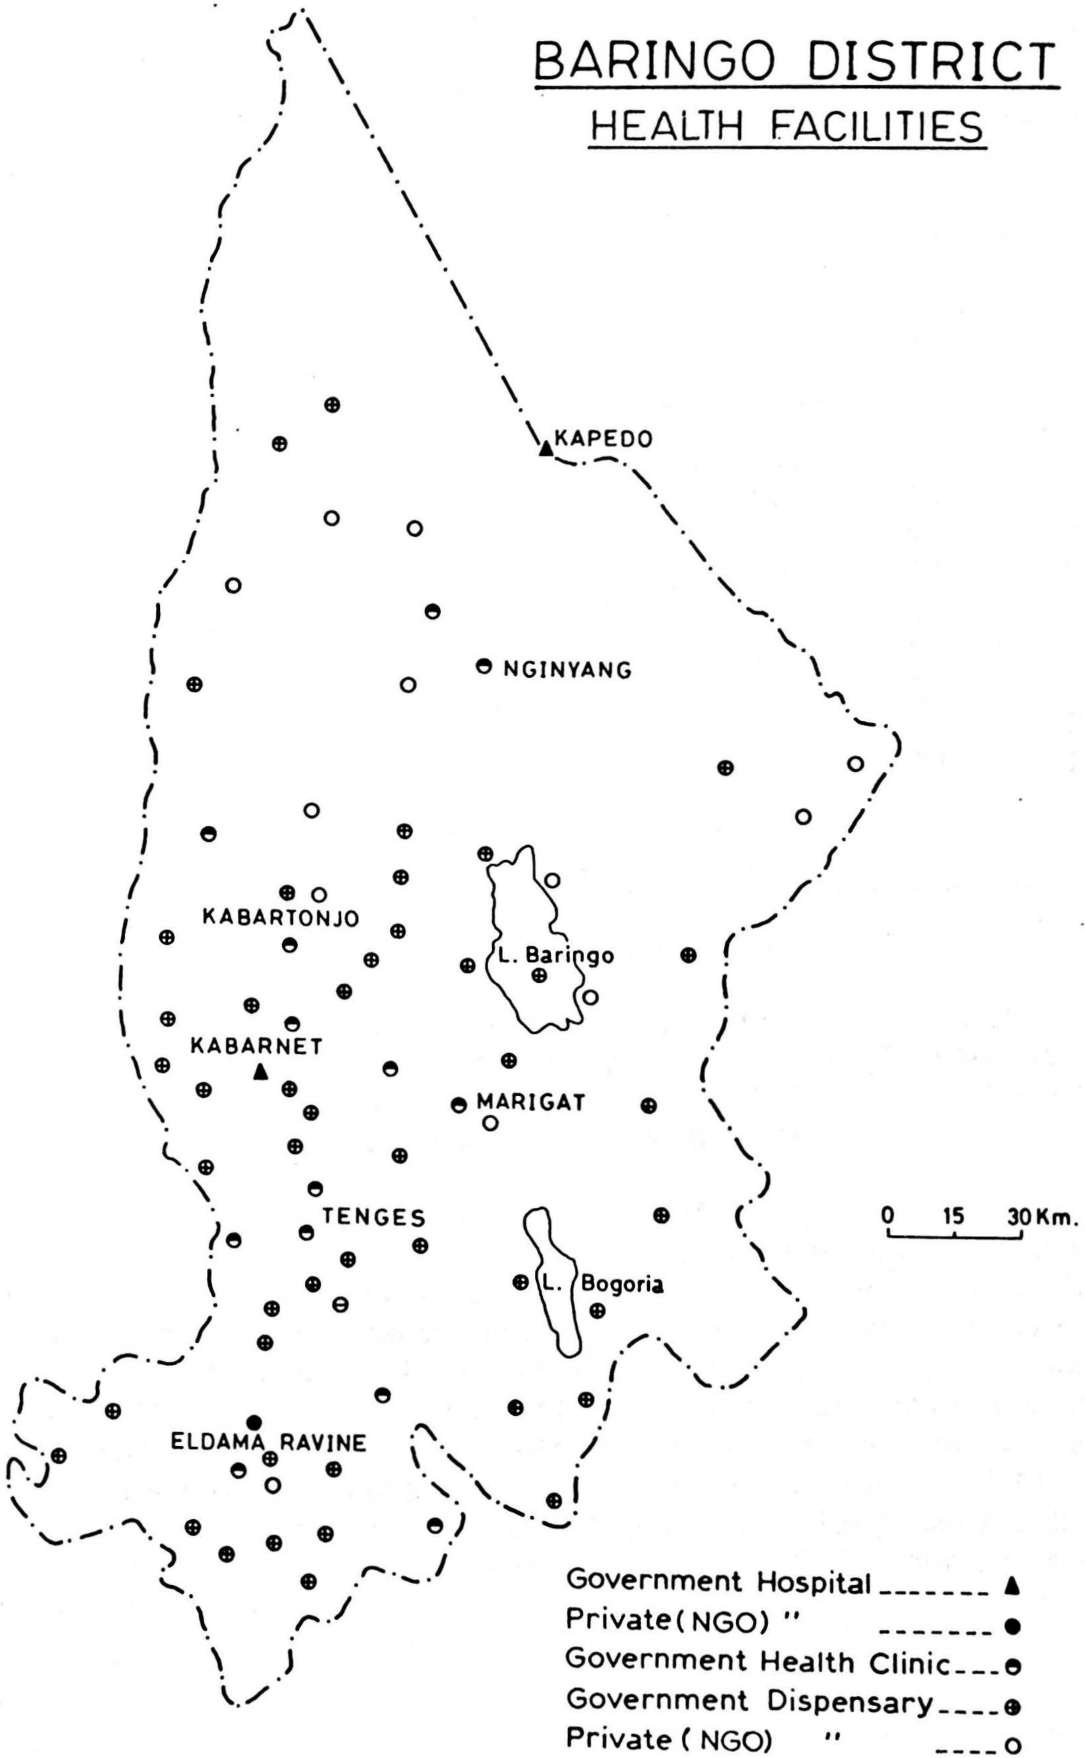 BARINGO DISTRICT
HEALTH FACILITIES
KAPEDO
NGINYANG
KABARTONJO
L. Baringo
KABARNET
MARIGAT
TENGES
0 15 30 Km.
L. Bogoria
ELDAMA RAVINE
Government Hospital
Private (NGO) "
Government Health Clinic
Government Dispensary
Private (NGO) "